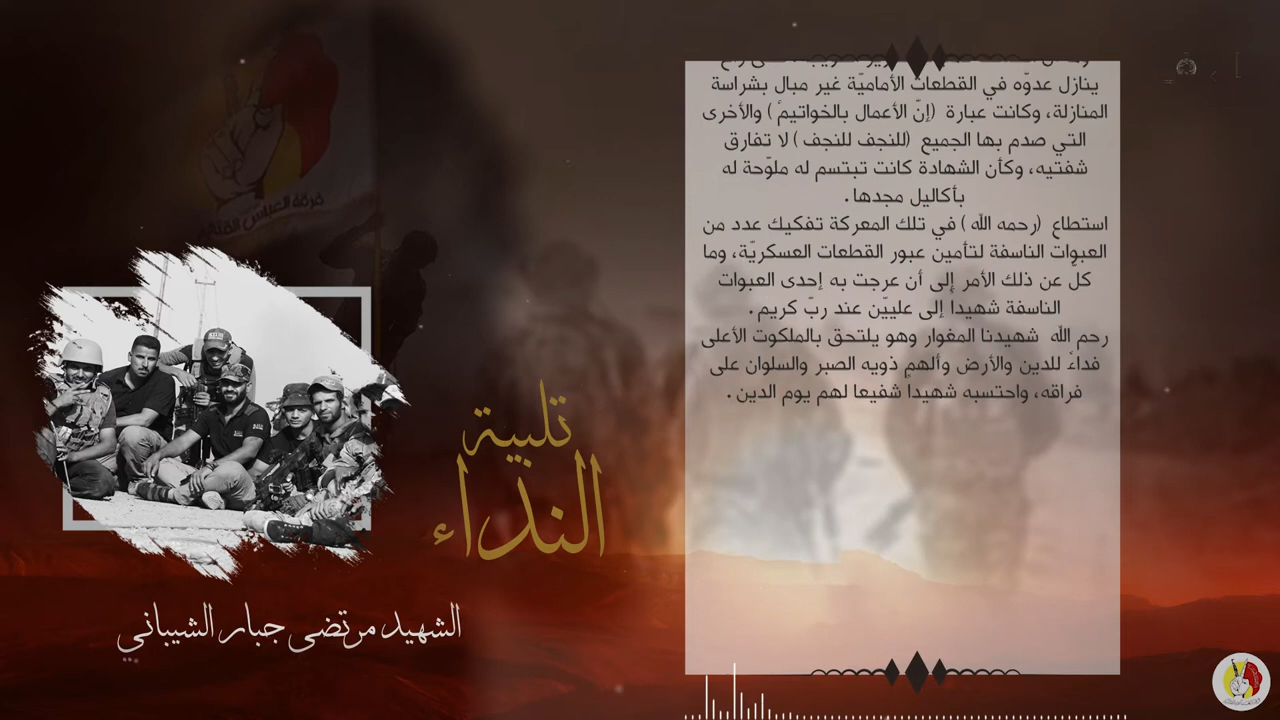 ينازل عدوّه في القطعات الأماميّة غير مبال بشراسة
المنازلة، وكانت عبارة (إنّ الأعمال بالخواتيم) والأخرى
التي صدم بها الجميع (للنجف للنجف) لا تفارق
شفتيه، وكأن الشهادة كانت تبتسم له ملوّحة له
بأكاليل مجدها.
استطاع (رحمه الله) في تلك المعركة تفكيك عدد من
العبوات الناسفة لتأمين عبور القطعات العسكريّة، وما
كلّ عن ذلك الأمر إلى أن عرجت به إحدى العبوات
الناسفة شهيدا إلى علييّن عند ربّ كريم.
رحم الله شهيدنا المغوار وهو يلتحق بالملكوت الأعلى
فداءً للدين والأرض وألهم ذويه الصبر والسلوان على
فراقه، واحتسبه شهيداً شفيعا لهم يوم الدين.
تلبية
النداء
الشهيد مرتضى جبار الشيباني
فرقة العباس القتالية